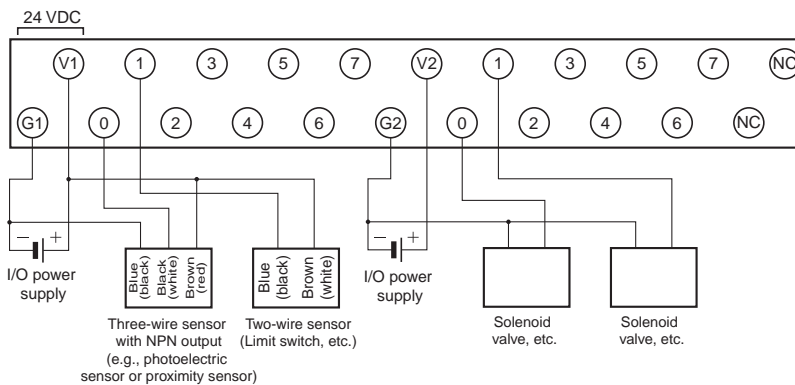 24 VDC
V1 1 3 5 7 V2 1 3 5 7 NC
G1 0 2 4 6 G2 0 2 4 6 NC
− +
I/O power
supply
Blue
(black)
Black
(white)
Brown
(red)
Three-wire sensor
with NPN output
(e.g., photoelectric
sensor or proximity sensor)
Blue
(black)
Brown
(white)
Two-wire sensor
(Limit switch, etc.)
− +
I/O power
supply
Solenoid
valve, etc.
Solenoid
valve, etc.